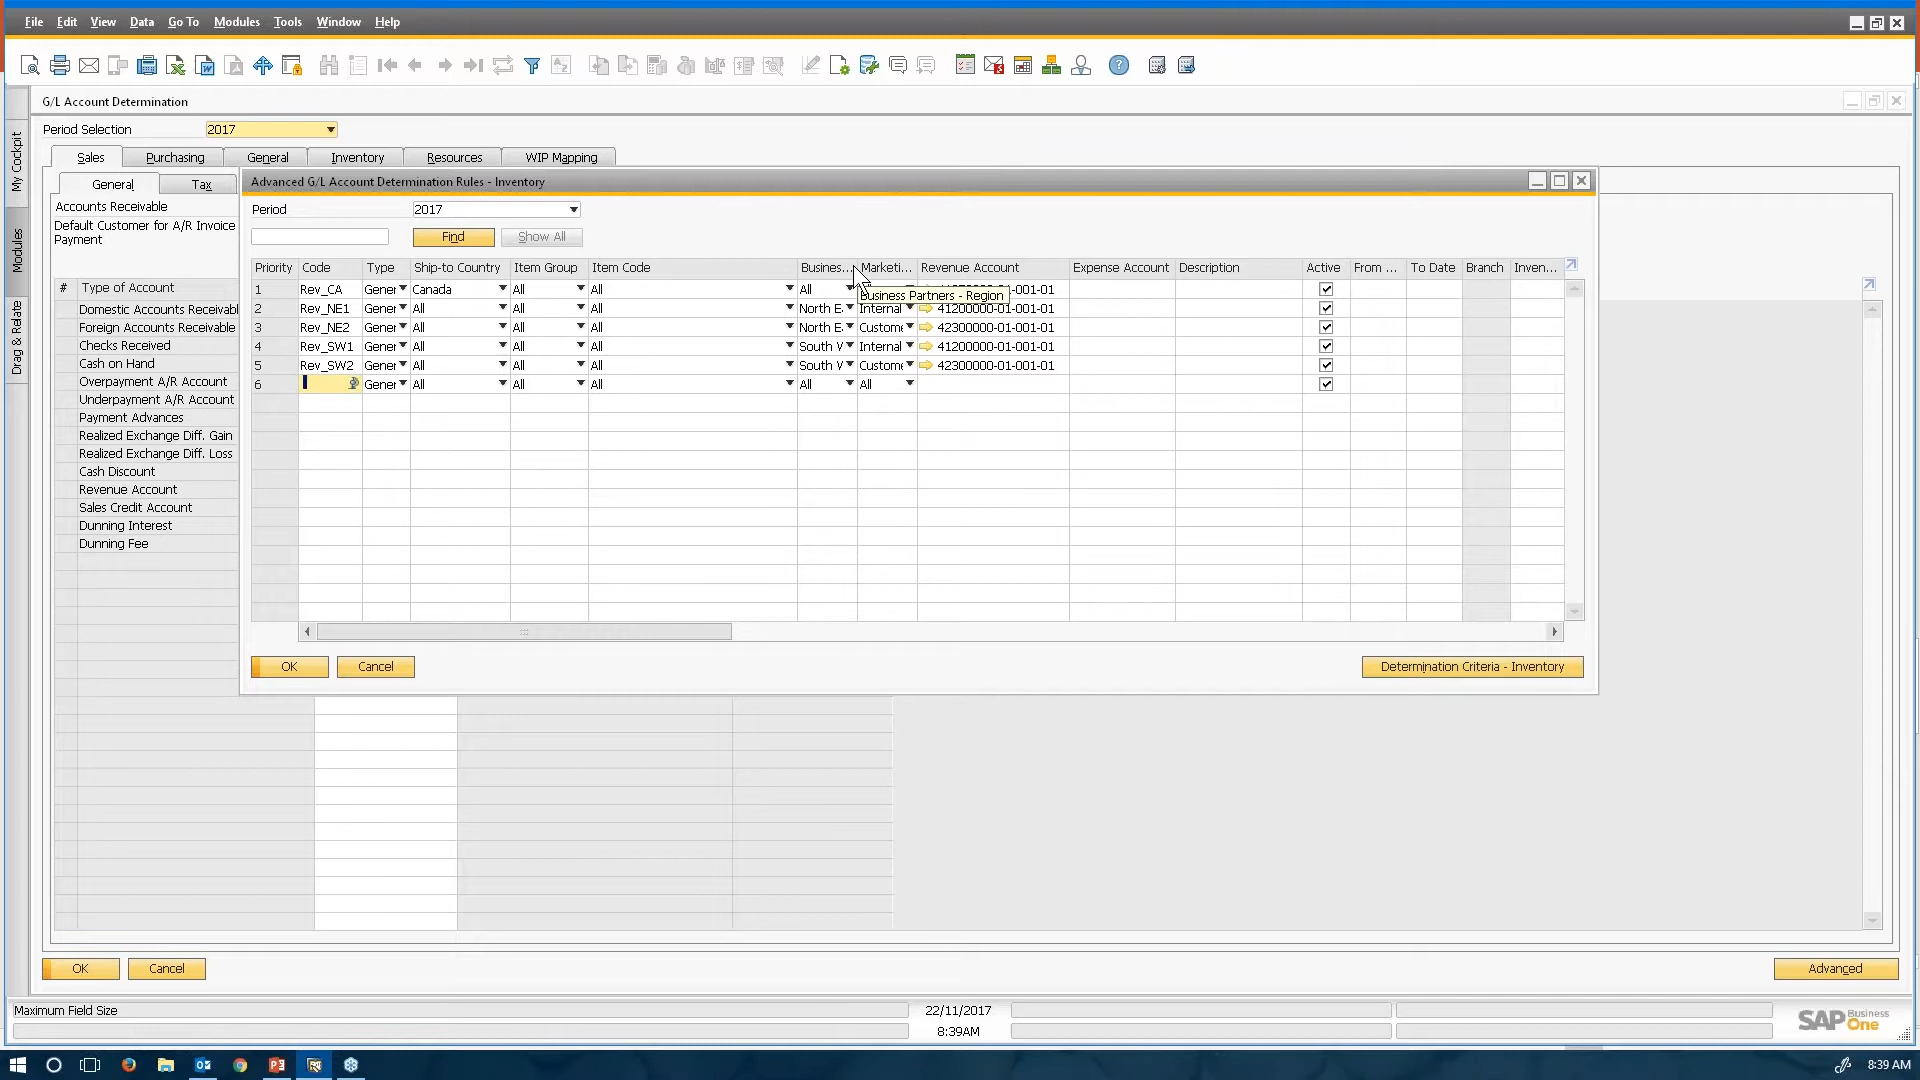 File Edit View Data Go To Modules Tools Window Help
G/L Account Determination
Period Selection 2017
Sales Purchasing General Inventory Resources WIP Mapping
General Tax
Accounts Receivable
Default Customer for A/R Invoice
Payment
# Type of Account
Domestic Accounts Receivabl
Foreign Accounts Receivable
Checks Received
Cash on Hand
Overpayment A/R Account
Underpayment A/R Account
Payment Advances
Realized Exchange Diff. Gain
Realized Exchange Diff. Loss
Cash Discount
Revenue Account
Sales Credit Account
Dunning Interest
Dunning Fee
My Cockpit
Modules
Drag & Relate
Advanced G/L Account Determination Rules - Inventory
Period 2017
Find Show All
Priority Code Type Ship-to Country Item Group Item Code Busines... Marketi... Revenue Account Expense Account Description Active From ... To Date Branch Inven...
1 Rev_CA Gener Canada All All All -01-001-01
Business Partners - Region
2 Rev_NE1 Gener All All All North E. Internal 41200000-01-001-01
3 Rev_NE2 Gener All All All North E. Custome 42300000-01-001-01
4 Rev_SW1 Gener All All All South V Internal 41200000-01-001-01
5 Rev_SW2 Gener All All All South V Custome 42300000-01-001-01
6 Gener All All All All All
OK Cancel Determination Criteria - Inventory
OK Cancel Advanced
Maximum Field Size 22/11/2017
8:39AM
SAP Business One
8:39 AM